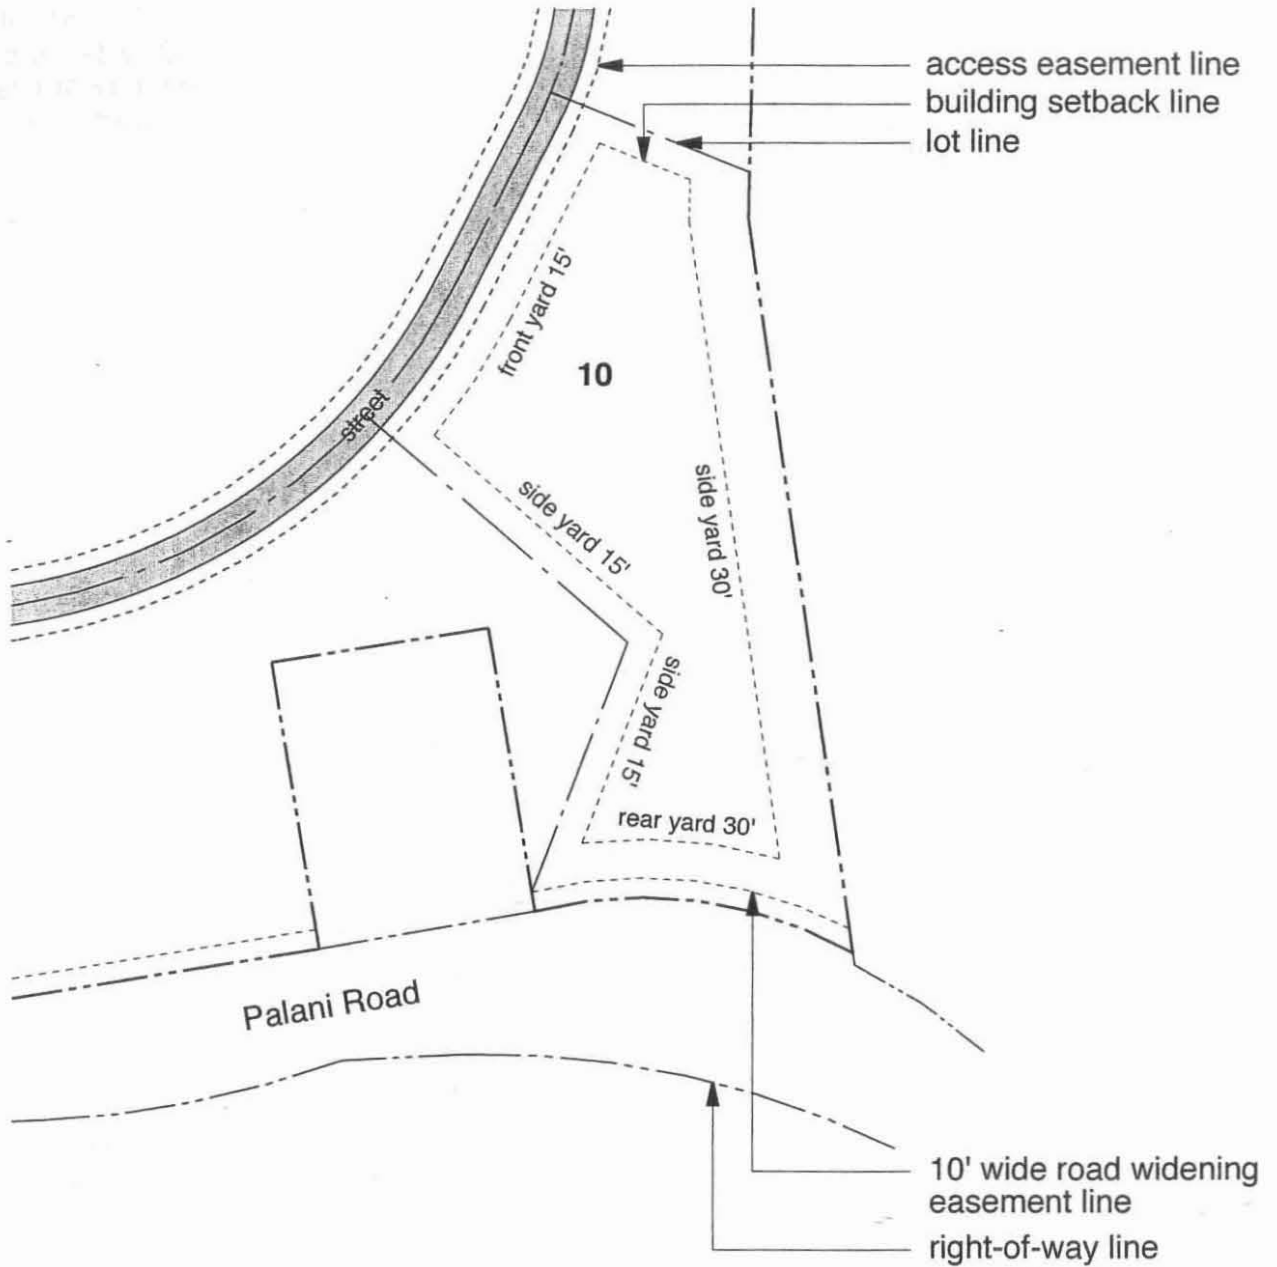 access easement line
building setback line
lot line
front yard 15'
10
street
side yard 15'
side yard 30'
side yard 15'
rear yard 30'
Palani Road
10' wide road widening
easement line
right-of-way line